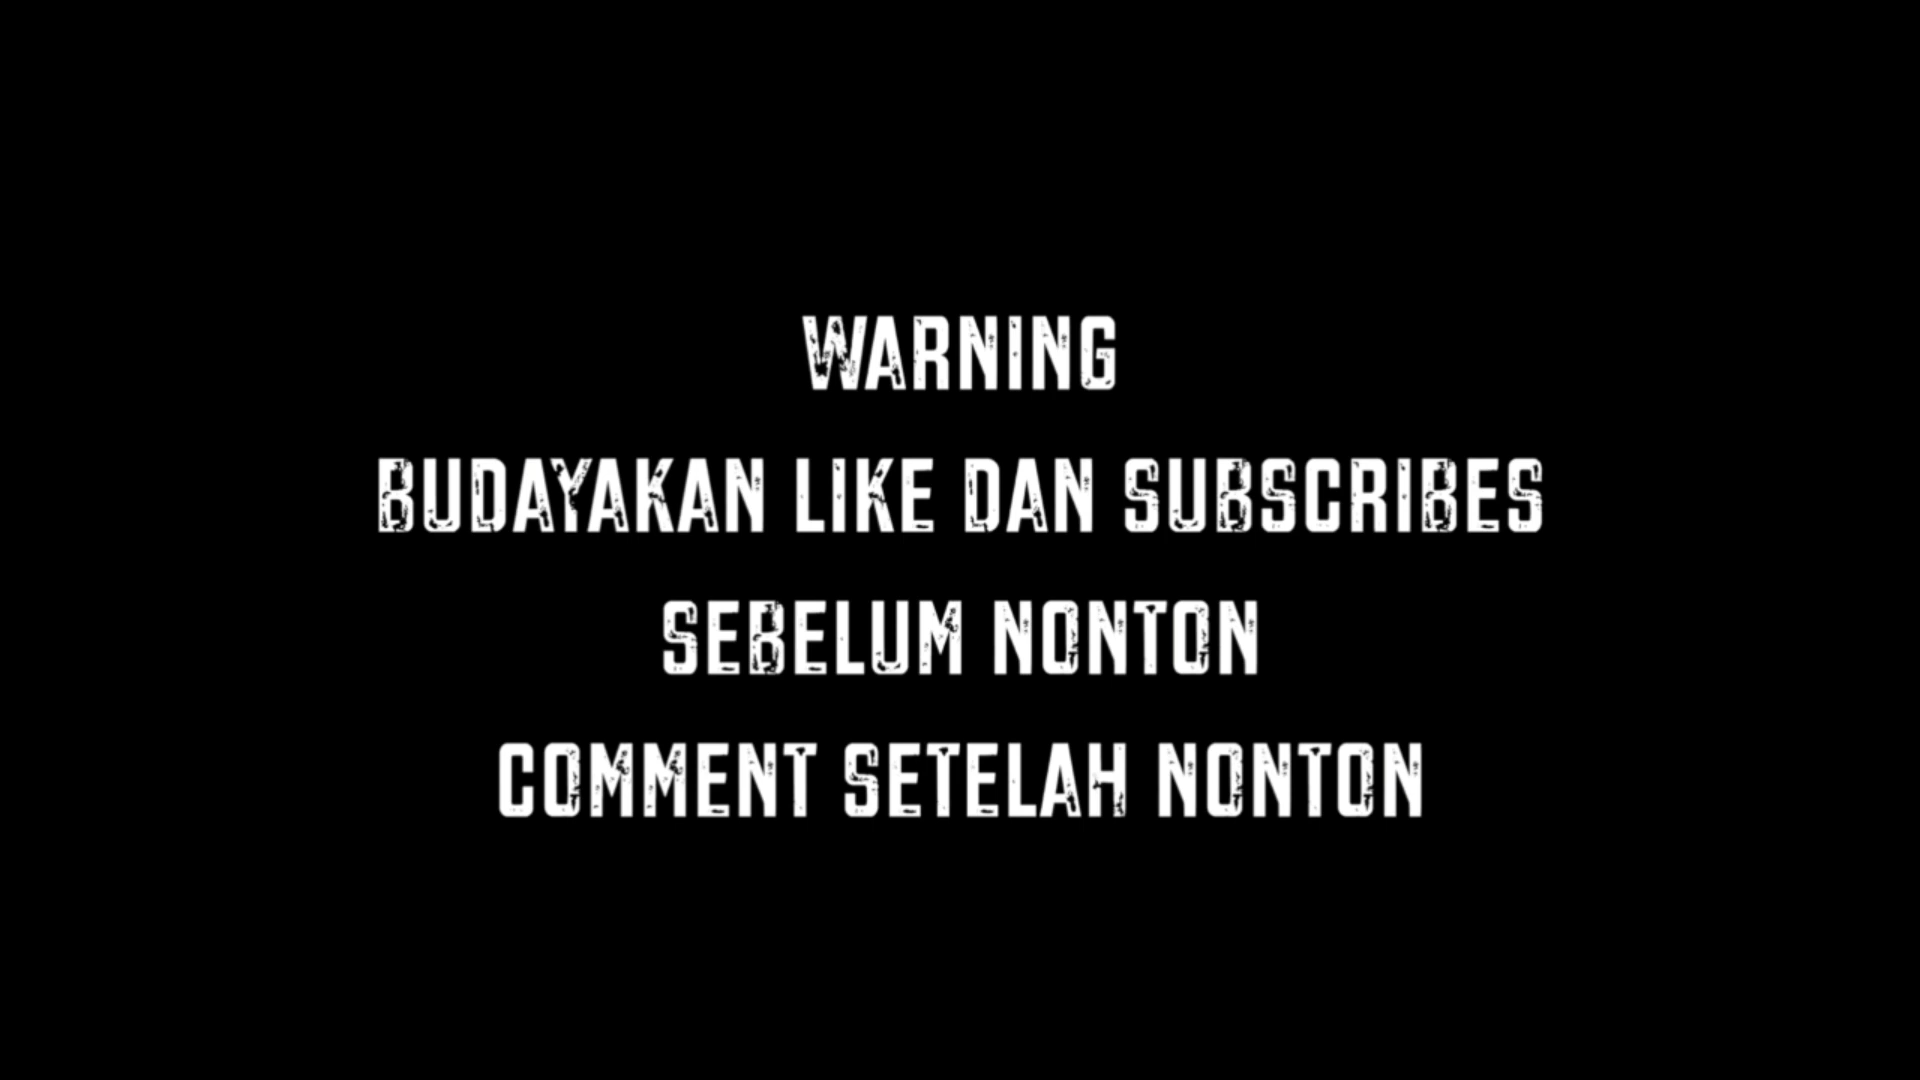 WARNING
BUDAYAKAN LIKE DAN SUBSCRIBES
SEBELUM NONTON
COMMENT SETELAH NONTON